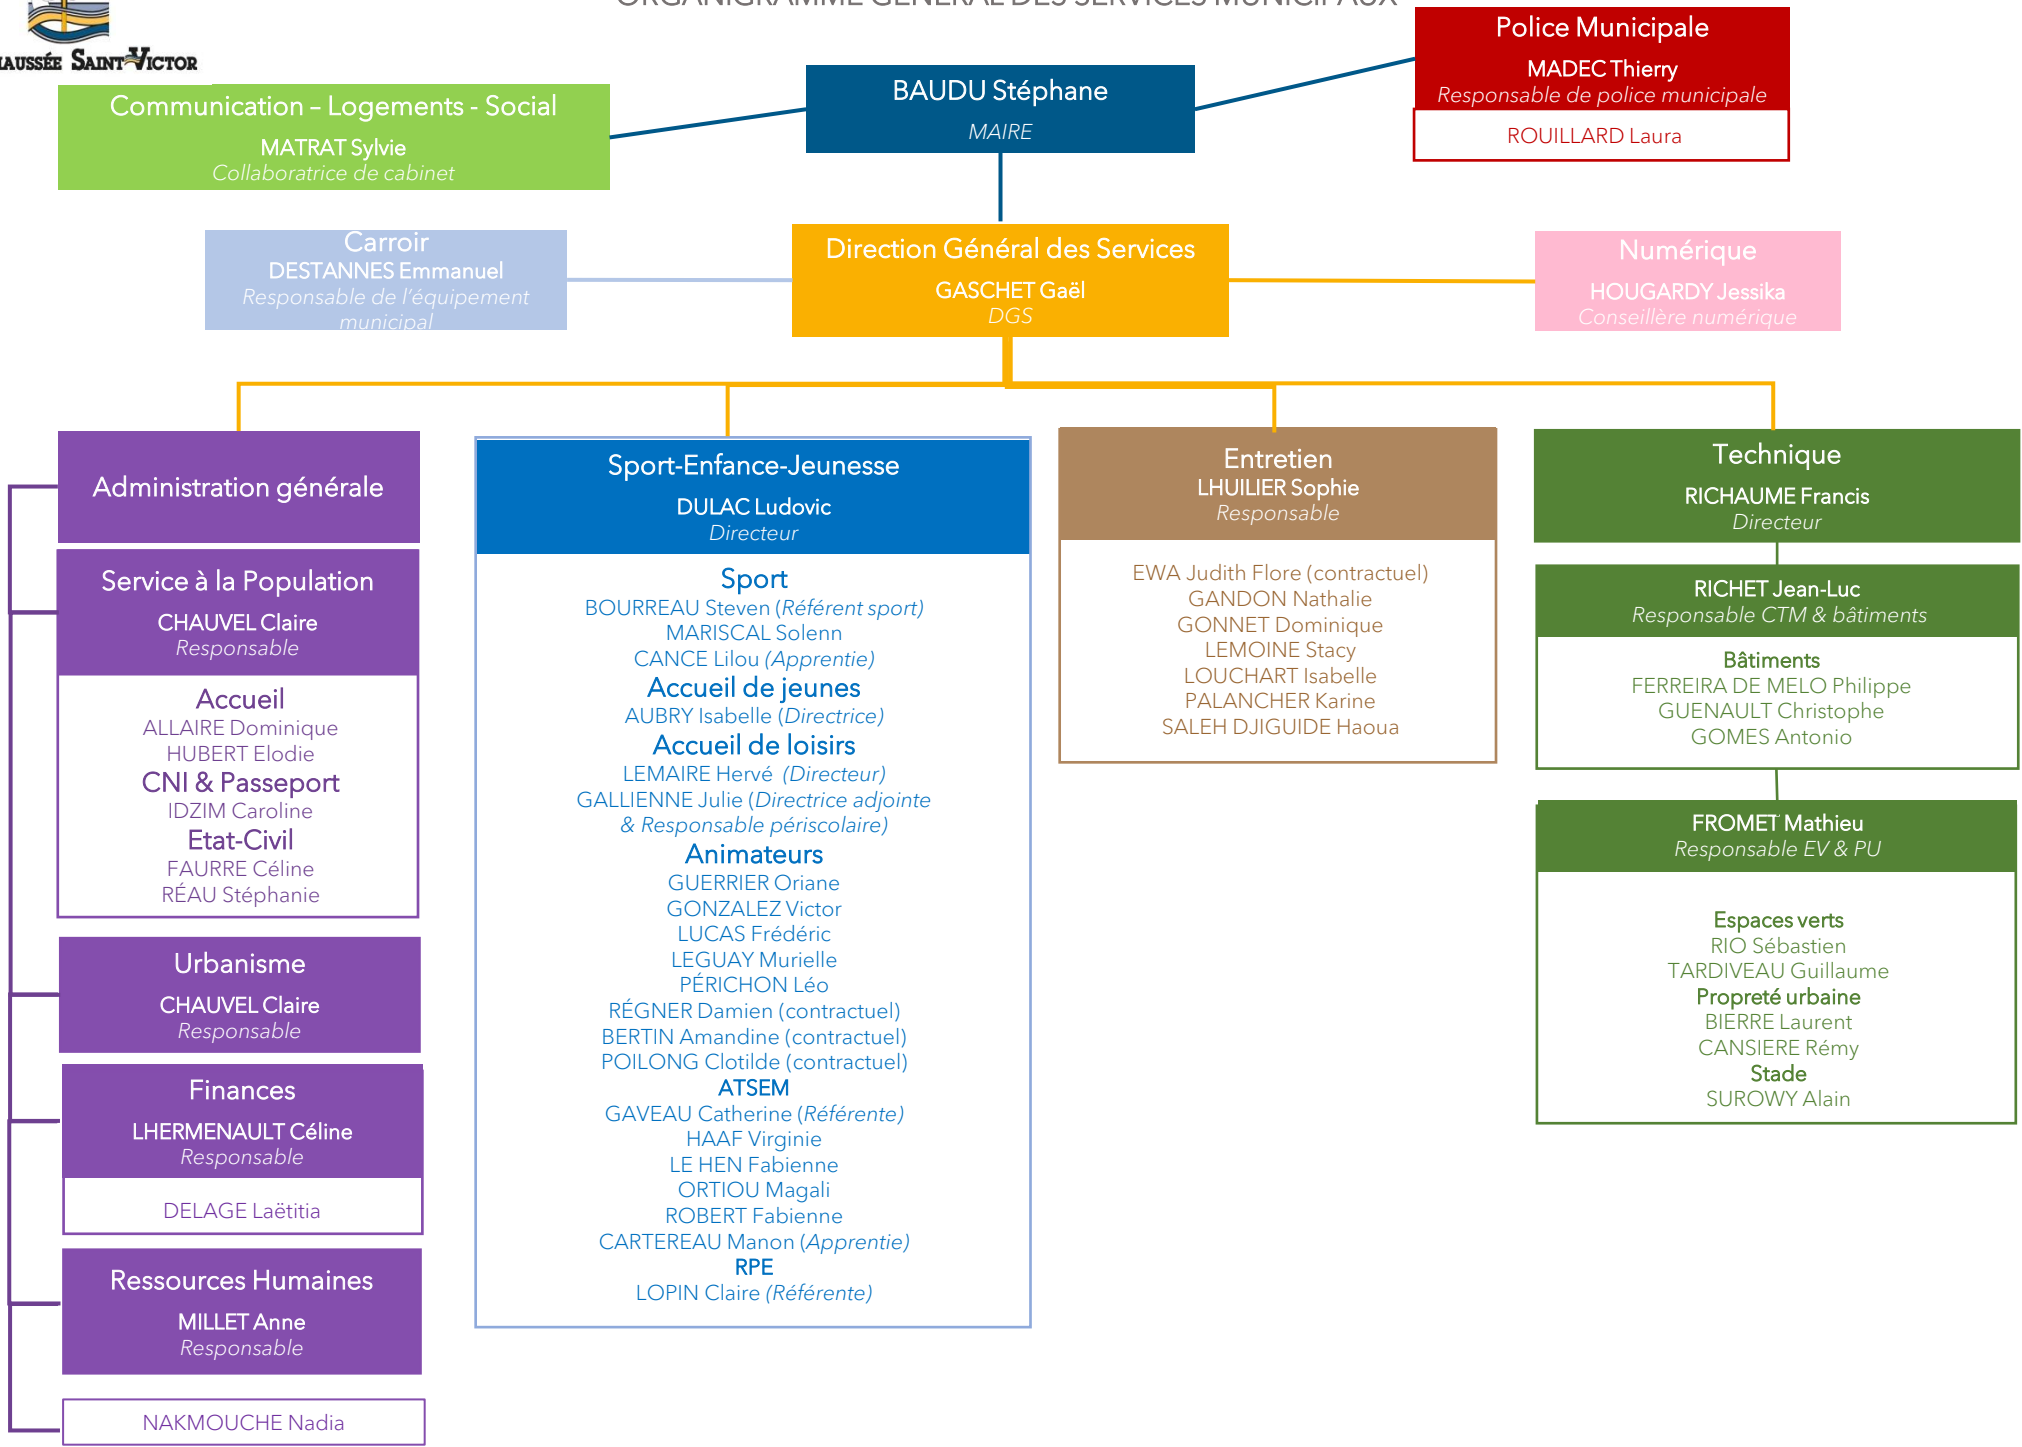 ORGANIGRAMME GENERAL DES SERVICES MUNICIPAUX
SAINT-VICTOR
Communication – Logements - Social
MATRAT Sylvie
Collaboratrice de cabinet
BAUDU Stéphane
MAIRE
Police Municipale
MADEC Thierry
Responsable de police municipale
ROUILLARD Laura
Carroir
DESTANNES Emmanuel
Responsable de l'équipement
municipal
Direction Général des Services
GASCHET Gaël
DGS
Numérique
HOUGARDY Jessika
Conseillère numérique
Administration générale
Service à la Population
CHAUVEL Claire
Responsable
Accueil
ALLAIRE Dominique
HUBERT Elodie
CNI & Passeport
IDZIM Caroline
Etat-Civil
FAURRE Céline
RÉAU Stéphanie
Urbanisme
CHAUVEL Claire
Responsable
Finances
LHERMENAULT Céline
Responsable
DELAGE Laëtitia
Ressources Humaines
MILLET Anne
Responsable
NAKMOUCHE Nadia
Sport-Enfance-Jeunesse
DULAC Ludovic
Directeur
Sport
BOURREAU Steven (Référent sport)
MARISCAL Solenn
CANCE Lilou (Apprentie)
Accueil de jeunes
AUBRY Isabelle (Directrice)
Accueil de loisirs
LEMAIRE Hervé (Directeur)
GALLIENNE Julie (Directrice adjointe
& Responsable périscolaire)
Animateurs
GUERRIER Oriane
GONZALEZ Victor
LUCAS Frédéric
LEGUAY Murielle
PÉRICHON Léo
RÉGNER Damien (contractuel)
BERTIN Amandine (contractuel)
POILONG Clotilde (contractuel)
ATSEM
GAVEAU Catherine (Référente)
HAAF Virginie
LE HEN Fabienne
ORTIOU Magali
ROBERT Fabienne
CARTEREAU Manon (Apprentie)
RPE
LOPIN Claire (Référente)
Entretien
LHUILIER Sophie
Responsable
EWA Judith Flore (contractuel)
GANDON Nathalie
GONNET Dominique
LEMOINE Stacy
LOUCHART Isabelle
PALANCHER Karine
SALEH DJIGUIDE Haoua
Technique
RICHAUME Francis
Directeur
RICHET Jean-Luc
Responsable CTM & bâtiments
Bâtiments
FERREIRA DE MELO Philippe
GUENAULT Christophe
GOMES Antonio
FROMET Mathieu
Responsable EV & PU
Espaces verts
RIO Sébastien
TARDIVEAU Guillaume
Propreté urbaine
BIERRE Laurent
CANSIERE Rémy
Stade
SUROWY Alain